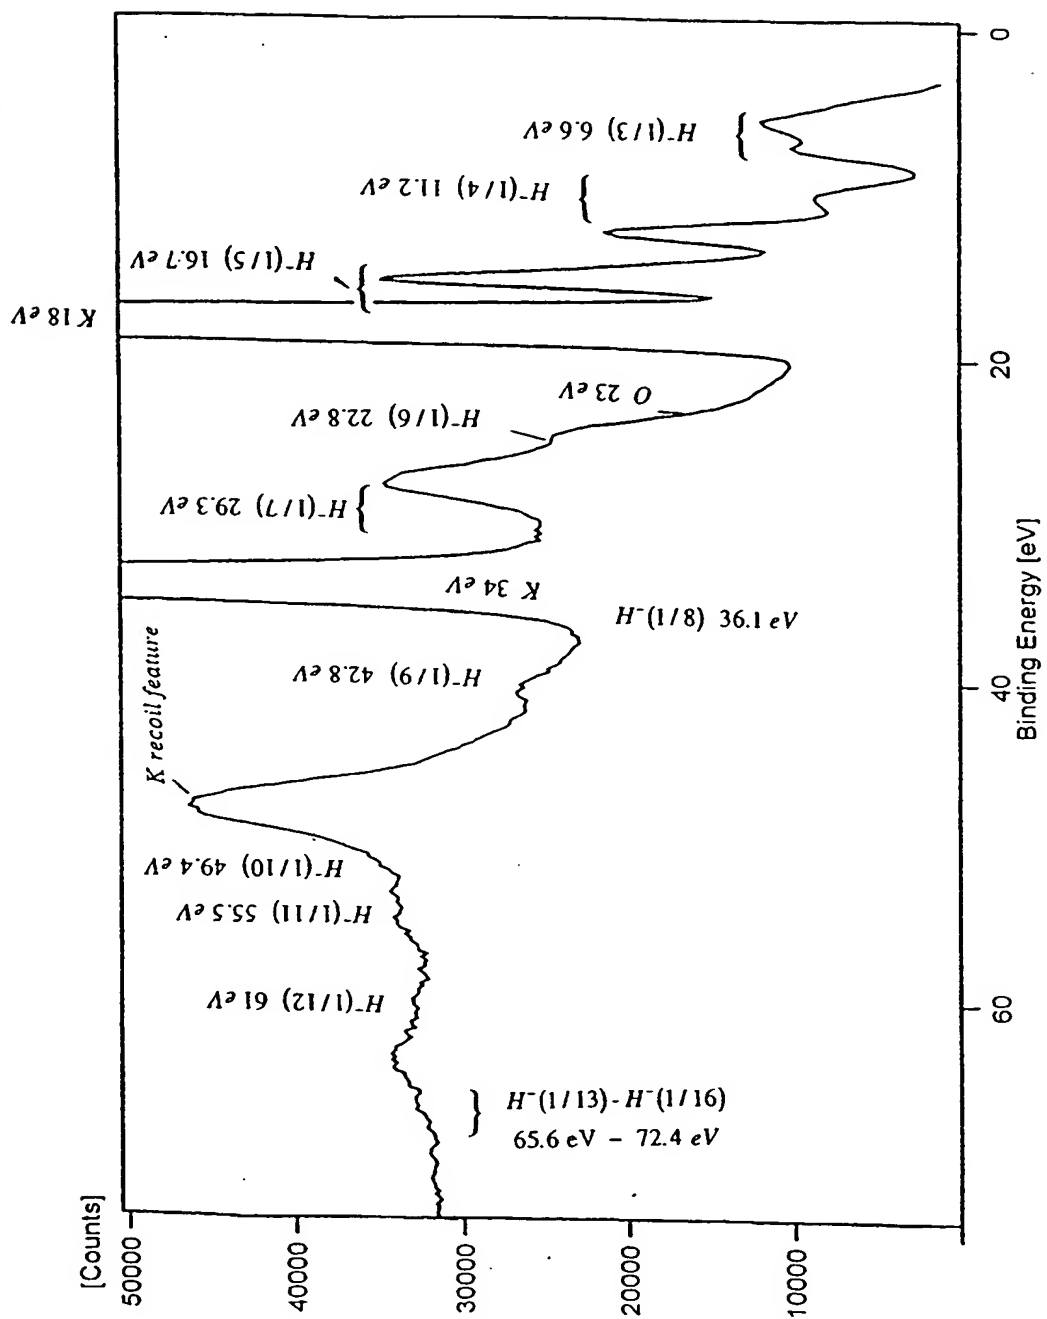 [Counts]
50000
40000
30000
20000
10000
0
20
40
60
Binding Energy [eV]
H⁻(1/3) 6.6 eV
H⁻(1/4) 11.2 eV
H⁻(1/5) 16.7 eV
K 18 eV
O 23 eV
H⁻(1/6) 22.8 eV
H⁻(1/7) 29.3 eV
K 34 eV
H⁻(1/8) 36.1 eV
H⁻(1/9) 42.8 eV
K recoil feature
H⁻(1/10) 49.4 eV
H⁻(1/11) 55.5 eV
H⁻(1/12) 61 eV
H⁻(1/13) - H⁻(1/16)
65.6 eV – 72.4 eV